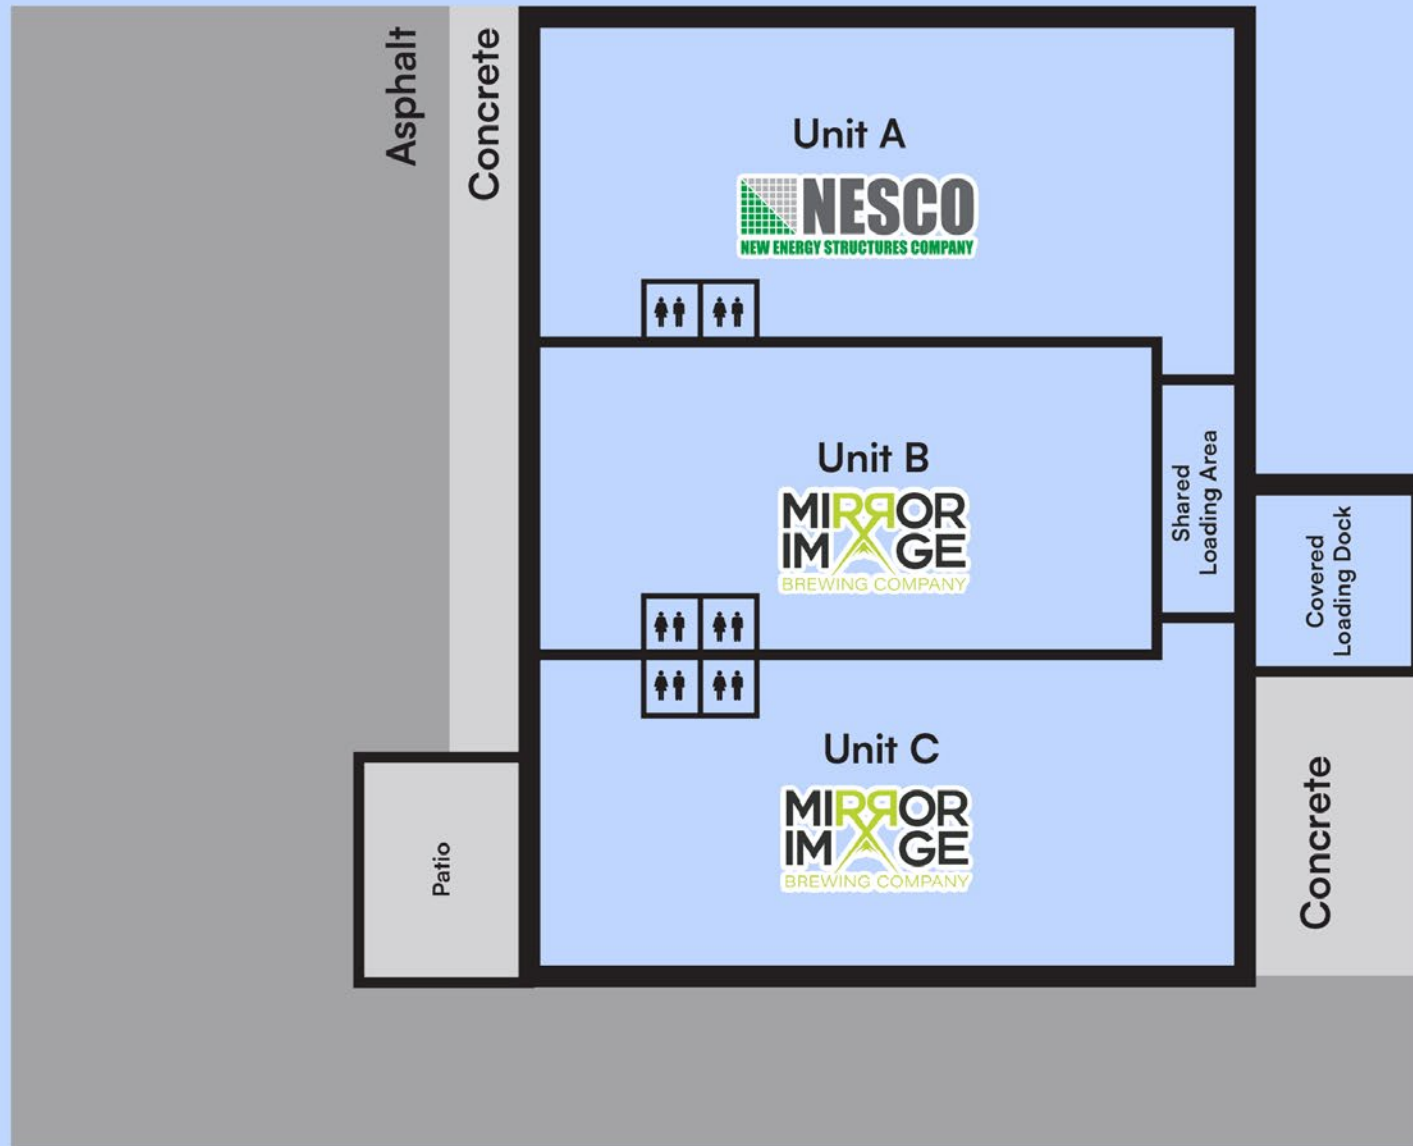 Asphalt
Concrete
Unit A
NESCO
NEW ENERGY STRUCTURES COMPANY
Unit B
MIRROR
IMAGE
BREWING COMPANY
Shared
Loading Area
Covered
Loading Dock
Unit C
MIRROR
IMAGE
BREWING COMPANY
Patio
Concrete